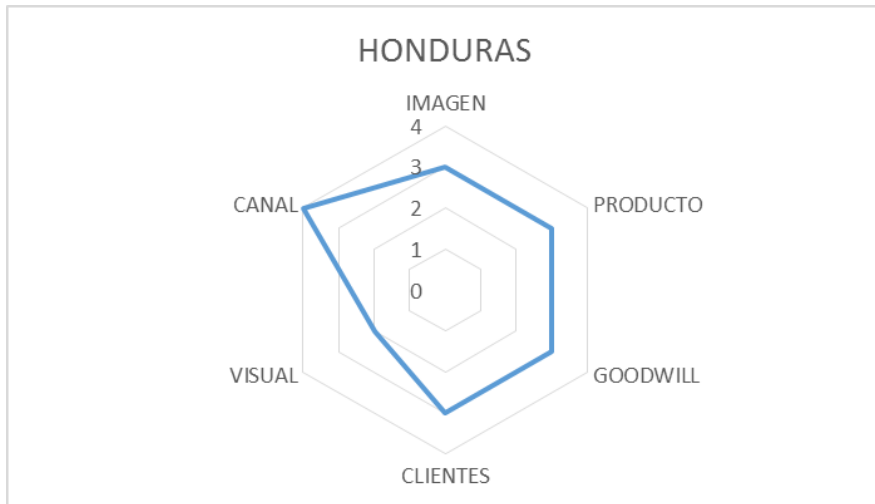 HONDURAS
IMAGEN
4
3
2
1
0
CANAL
PRODUCTO
VISUAL
GOODWILL
CLIENTES